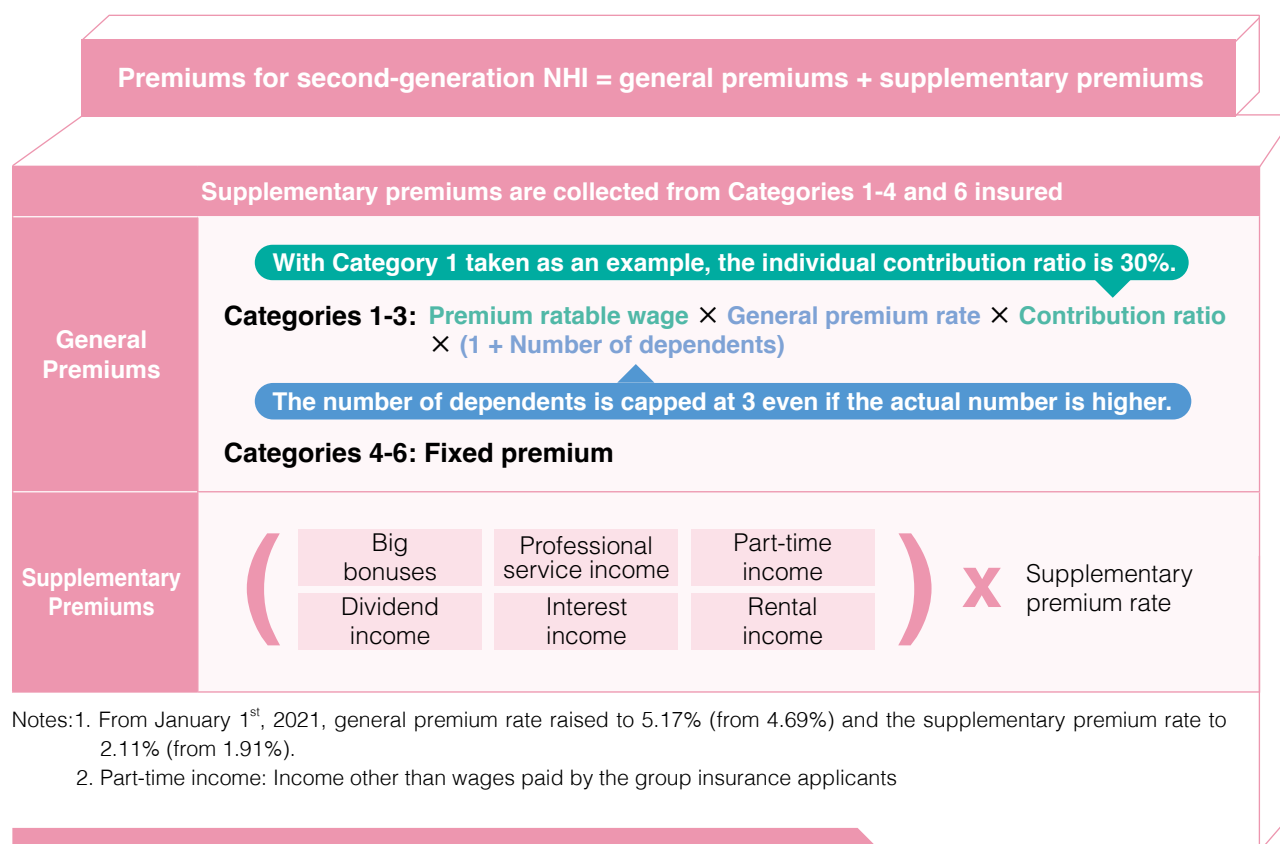 Premiums for second-generation NHI = general premiums + supplementary premiums
Supplementary premiums are collected from Categories 1-4 and 6 insured
General
Premiums
With Category 1 taken as an example, the individual contribution ratio is 30%.
Categories 1-3: Premium ratable wage × General premium rate × Contribution ratio
× (1 + Number of dependents)
The number of dependents is capped at 3 even if the actual number is higher.
Categories 4-6: Fixed premium
Supplementary
Premiums
(
Big
bonuses
Professional
service income
Part-time
income
Dividend
income
Interest
income
Rental
income
)
x
Supplementary
premium rate
Notes:1. From January 1st, 2021, general premium rate raised to 5.17% (from 4.69%) and the supplementary premium rate to
2.11% (from 1.91%).
2. Part-time income: Income other than wages paid by the group insurance applicants